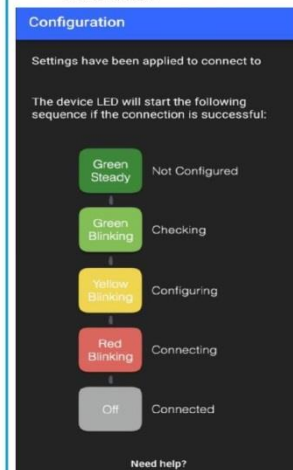 Configuration
Settings have been applied to connect to
The device LED will start the following
sequence if the connection is successful:
Green
Steady
Not Configured
Green
Blinking
Checking
Yellow
Blinking
Configuring
Red
Blinking
Connecting
Off
Connected
Need help?